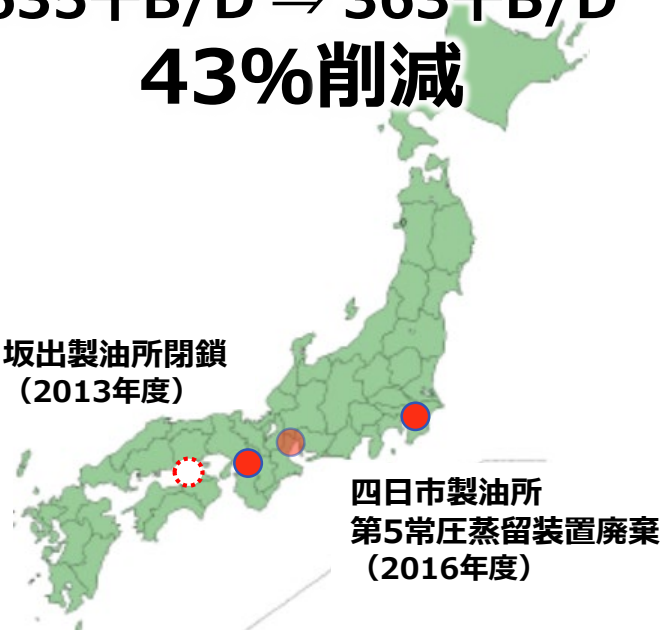 635千B/D ⇒ 363千B/D
43%削減
坂出製油所閉鎖
（2013年度）
四日市製油所
第5常圧蒸留装置廃棄
（2016年度）